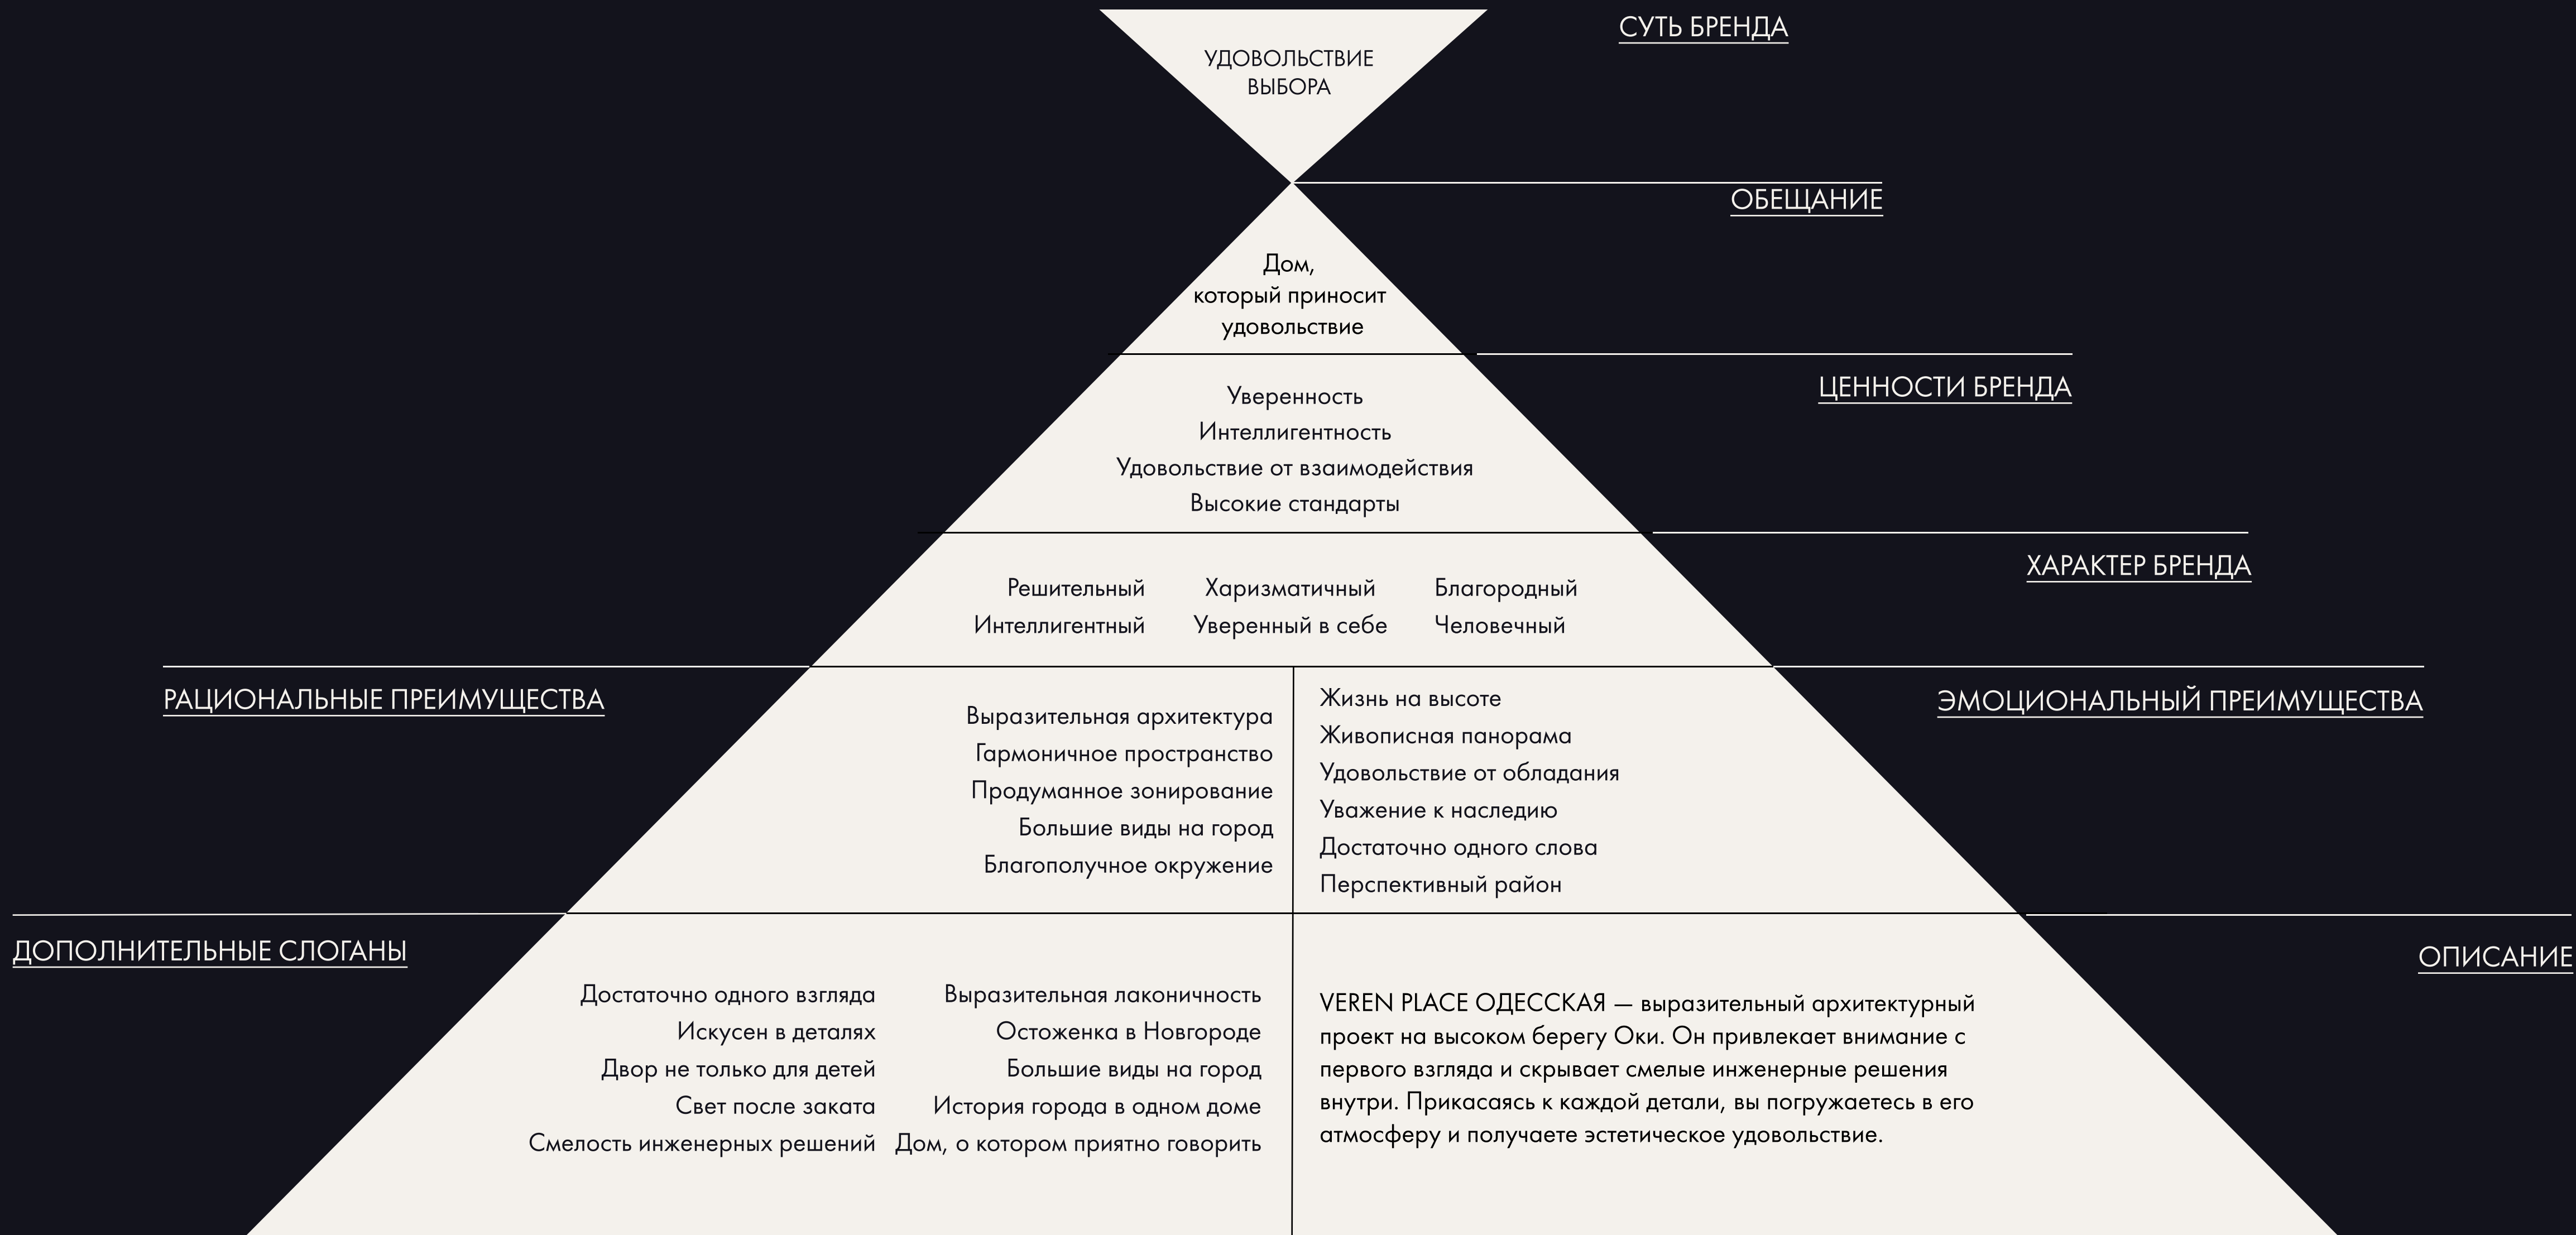 УДОВОЛЬСТВИЕ
ВЫБОРА
СУТЬ БРЕНДА
ОБЕЩАНИЕ
Дом,
который приносит
удовольствие
ЦЕННОСТИ БРЕНДА
Уверенность
Интеллигентность
Удовольствие от взаимодействия
Высокие стандарты
ХАРАКТЕР БРЕНДА
Решительный Харизматичный Благородный
Интеллигентный Уверенный в себе Человечный
РАЦИОНАЛЬНЫЕ ПРЕИМУЩЕСТВА
Выразительная архитектура
Гармоничное пространство
Продуманное зонирование
Большие виды на город
Благополучное окружение
ЭМОЦИОНАЛЬНЫЙ ПРЕИМУЩЕСТВА
Жизнь на высоте
Живописная панорама
Удовольствие от обладания
Уважение к наследию
Достаточно одного слова
Перспективный район
ДОПОЛНИТЕЛЬНЫЕ СЛОГАНЫ
Достаточно одного взгляда
Искусен в деталях
Двор не только для детей
Свет после заката
Смелость инженерных решений
Выразительная лаконичность
Остоженка в Новгороде
Большие виды на город
История города в одном доме
Дом, о котором приятно говорить
ОПИСАНИЕ
VEREN PLACE ОДЕССКАЯ — выразительный архитектурный
проект на высоком берегу Оки. Он привлекает внимание с
первого взгляда и скрывает смелые инженерные решения
внутри. Прикасаясь к каждой детали, вы погружаетесь в его
атмосферу и получаете эстетическое удовольствие.